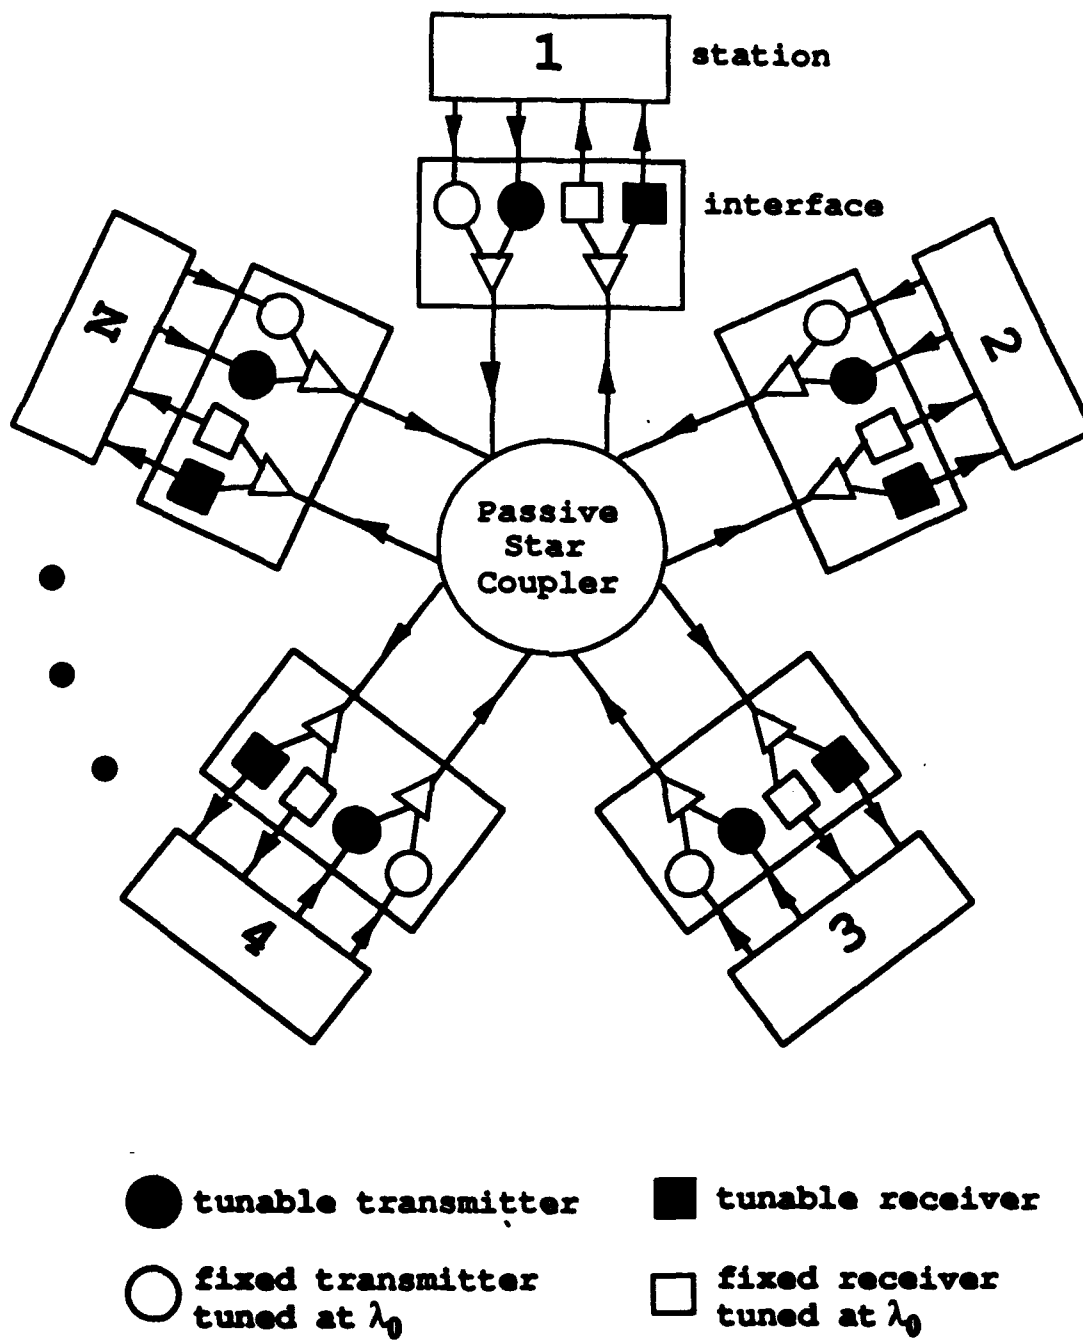 1
station
interface
N
2
Passive
Star
Coupler
4
3
tunable transmitter
tunable receiver
fixed transmitter
tuned at λ₀
fixed receiver
tuned at λ₀